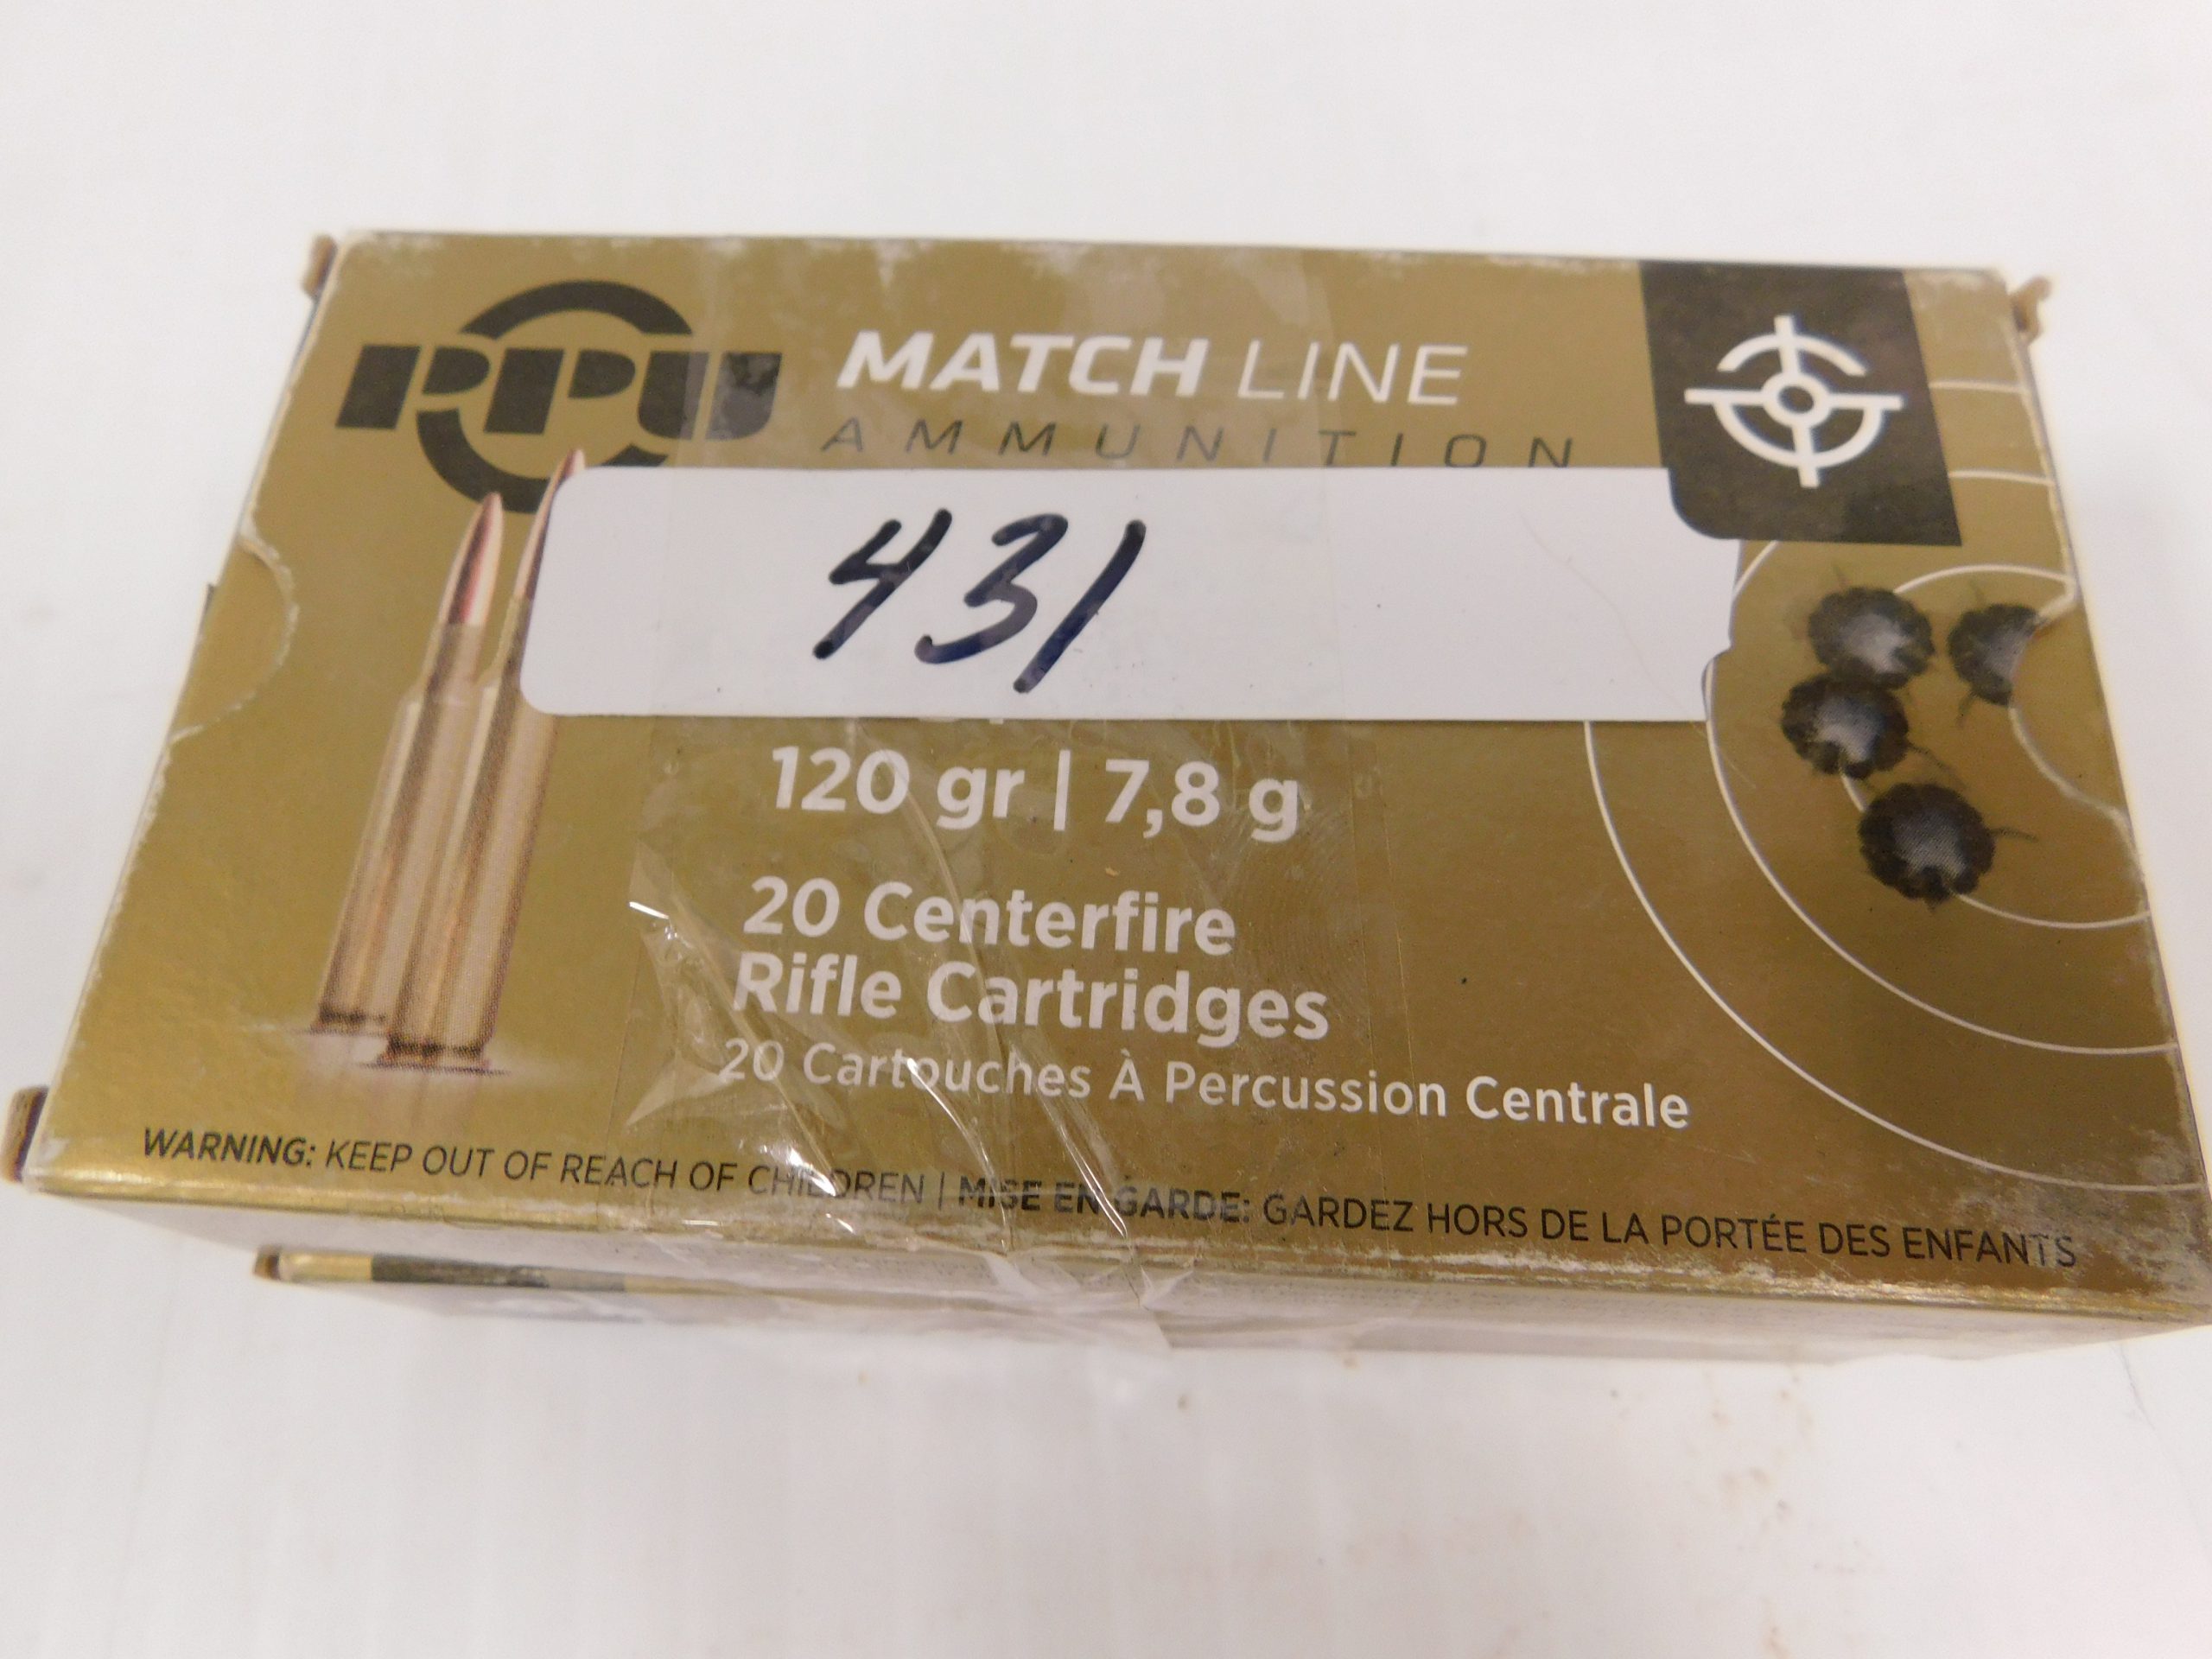 PPU
MATCH LINE
AMMUNITION
431
120 gr | 7,8 g
20 Centerfire
Rifle Cartridges
20 Cartouches À Percussion Centrale
WARNING: KEEP OUT OF REACH OF CHILDREN | MISE EN GARDE: GARDEZ HORS DE LA PORTÉE DES ENFANTS